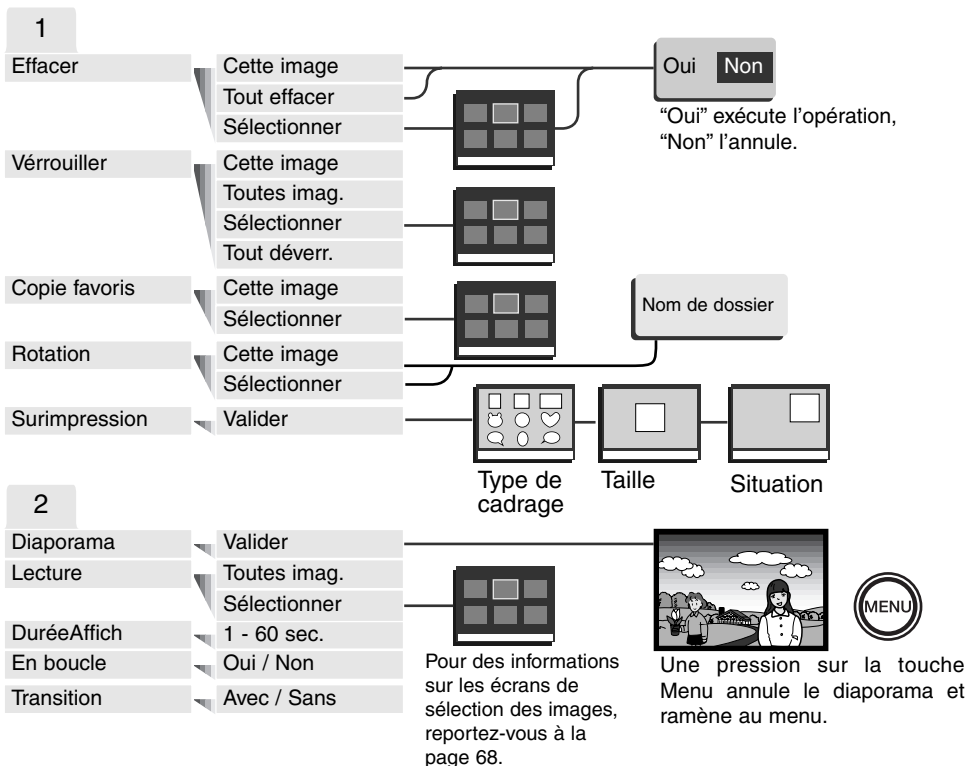 1
Effacer
Cette image
Tout effacer
Sélectionner
Oui Non
“Oui” exécute l’opération,
“Non” l’annule.
Vérrouiller
Cette image
Toutes imag.
Sélectionner
Tout déverr.
Copie favoris
Cette image
Sélectionner
Nom de dossier
Rotation
Cette image
Sélectionner
Surimpression
Valider
Type de
cadrage
Taille
Situation
2
Diaporama
Valider
Lecture
Toutes imag.
Sélectionner
DuréeAffich
1 - 60 sec.
En boucle
Oui / Non
Transition
Avec / Sans
Pour des informations
sur les écrans de
sélection des images,
reportez-vous à la
page 68.
MENU
Une pression sur la touche
Menu annule le diaporama et
ramène au menu.